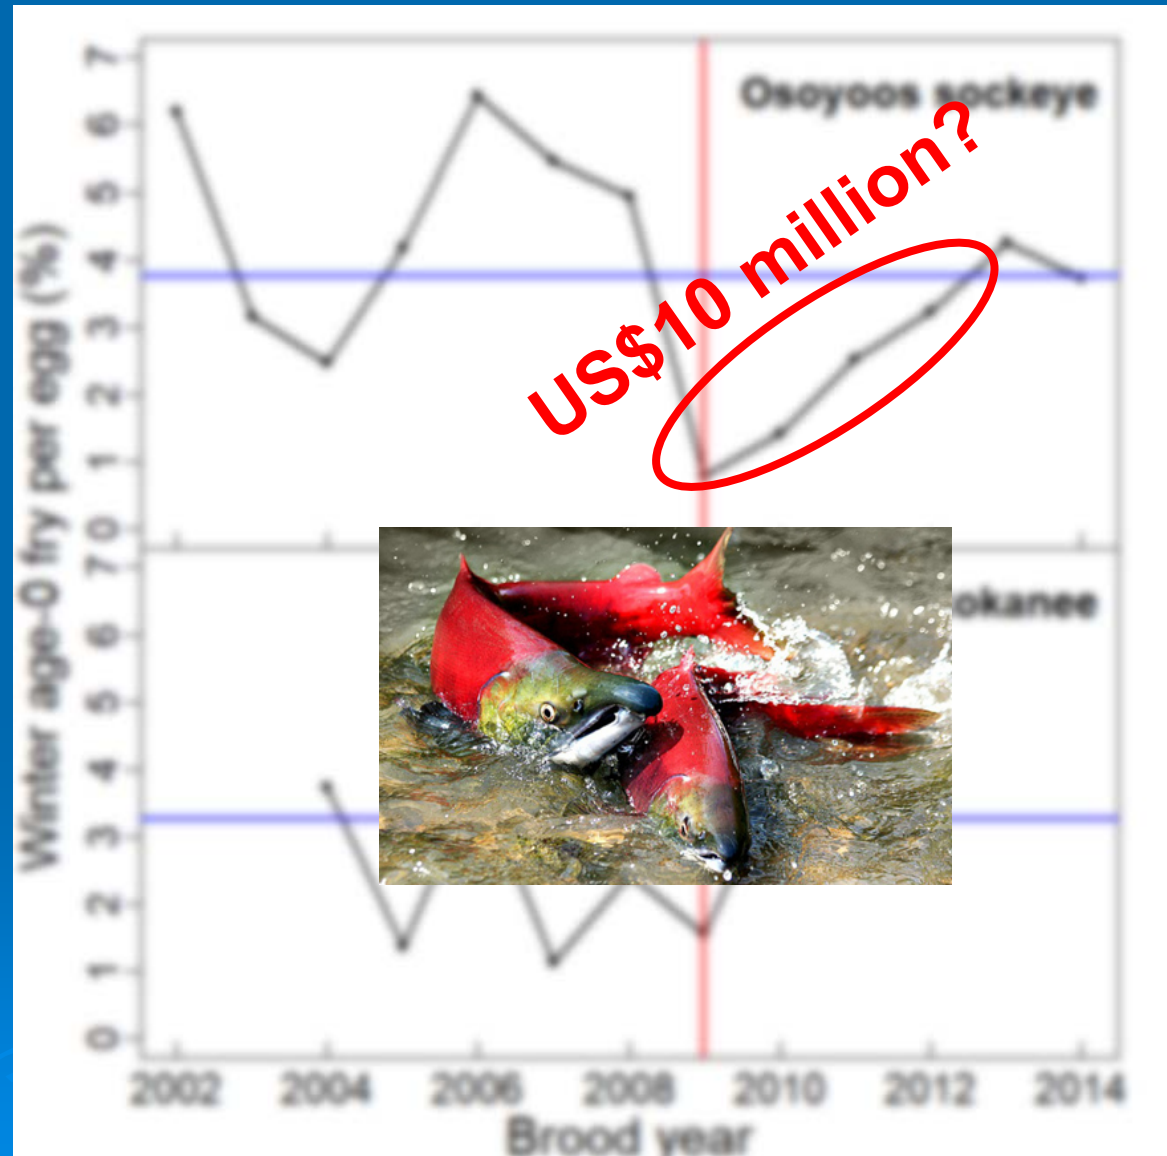 Osoyoos sockeye
US$10 million?
Winter age-0 fry per egg (%)
7
6
5
4
3
2
1
0
okanee
7
6
5
4
3
2
1
0
2002 2004 2006 2008 2010 2012 2014
Brood year